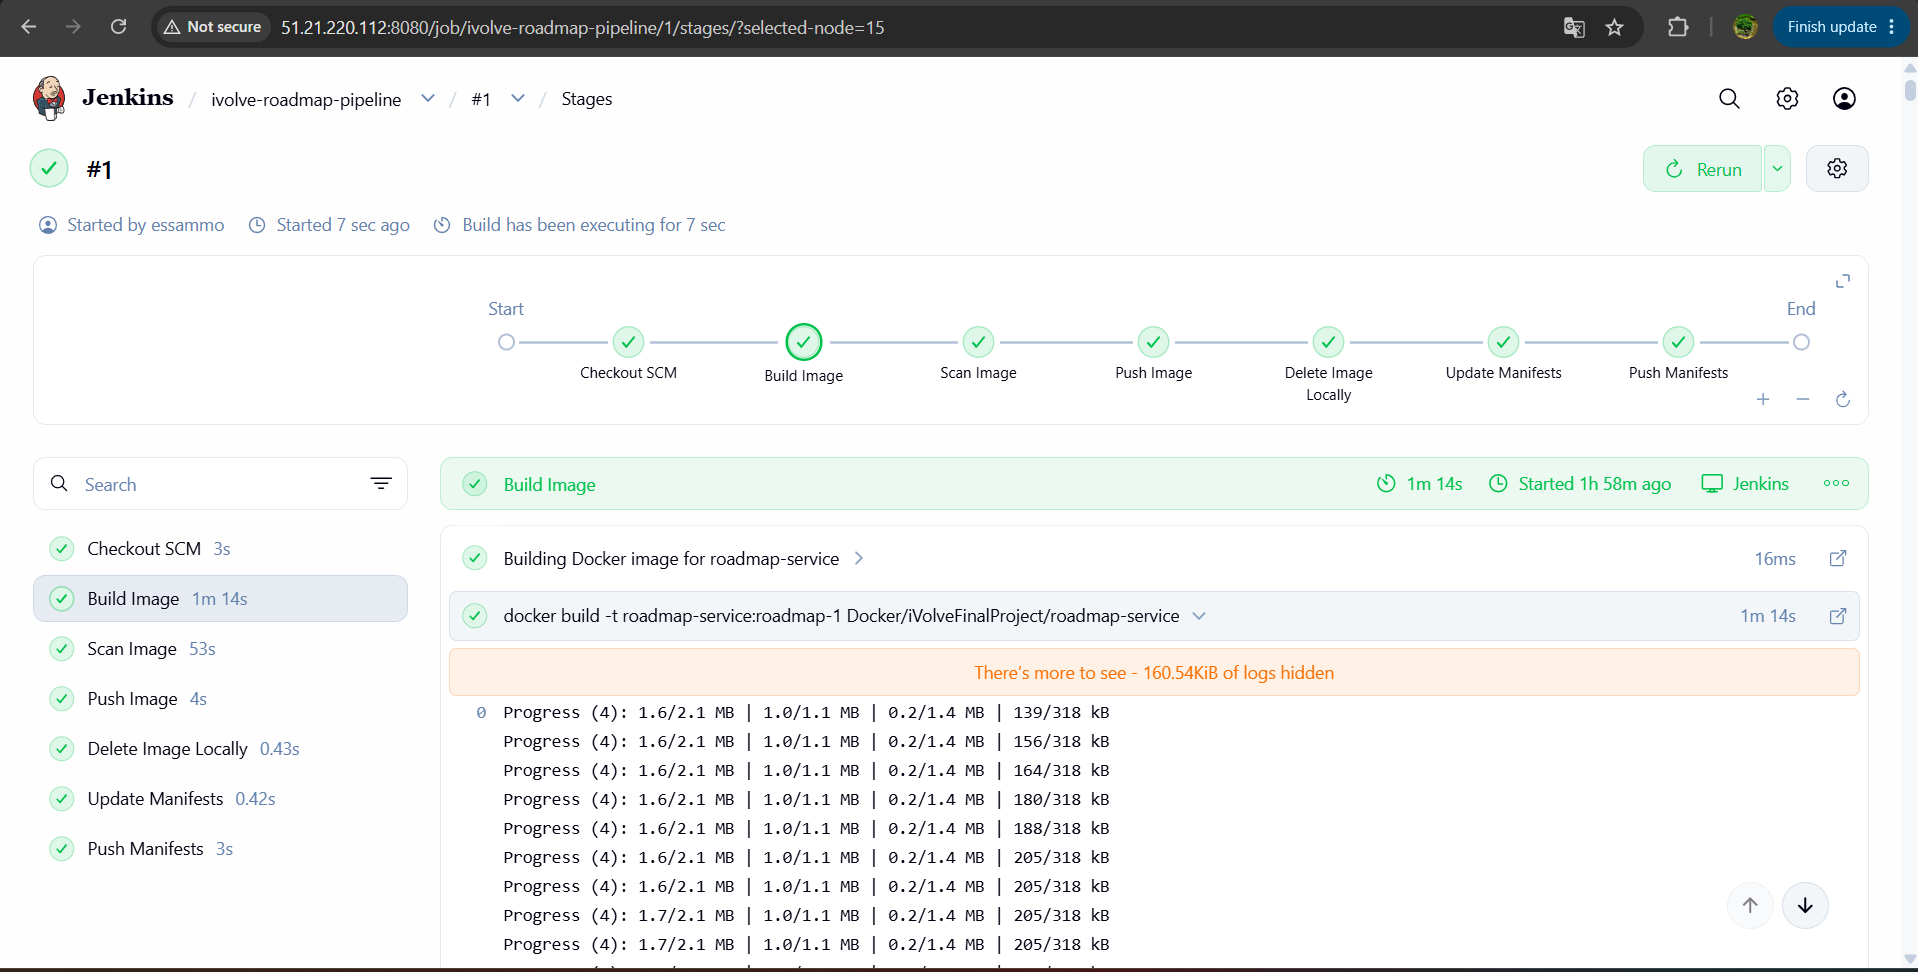 Not secure 51.21.220.112:8080/job/ivolve-roadmap-pipeline/1/stages/?selected-node=15 Finish update
Jenkins / ivolve-roadmap-pipeline / #1 / Stages
#1
Rerun
Started by essammo Started 7 sec ago Build has been executing for 7 sec
Start
End
Checkout SCM
Build Image
Scan Image
Push Image
Delete Image
Locally
Update Manifests
Push Manifests
Search
Checkout SCM 3s
Build Image 1m 14s
Scan Image 53s
Push Image 4s
Delete Image Locally 0.43s
Update Manifests 0.42s
Push Manifests 3s
Build Image 1m 14s Started 1h 58m ago Jenkins
Building Docker image for roadmap-service 16ms
docker build -t roadmap-service:roadmap-1 Docker/iVolveFinalProject/roadmap-service 1m 14s
There's more to see - 160.54KiB of logs hidden
0 Progress (4): 1.6/2.1 MB | 1.0/1.1 MB | 0.2/1.4 MB | 139/318 kB
Progress (4): 1.6/2.1 MB | 1.0/1.1 MB | 0.2/1.4 MB | 156/318 kB
Progress (4): 1.6/2.1 MB | 1.0/1.1 MB | 0.2/1.4 MB | 164/318 kB
Progress (4): 1.6/2.1 MB | 1.0/1.1 MB | 0.2/1.4 MB | 180/318 kB
Progress (4): 1.6/2.1 MB | 1.0/1.1 MB | 0.2/1.4 MB | 188/318 kB
Progress (4): 1.6/2.1 MB | 1.0/1.1 MB | 0.2/1.4 MB | 205/318 kB
Progress (4): 1.6/2.1 MB | 1.0/1.1 MB | 0.2/1.4 MB | 205/318 kB
Progress (4): 1.7/2.1 MB | 1.0/1.1 MB | 0.2/1.4 MB | 205/318 kB
Progress (4): 1.7/2.1 MB | 1.0/1.1 MB | 0.2/1.4 MB | 205/318 kB